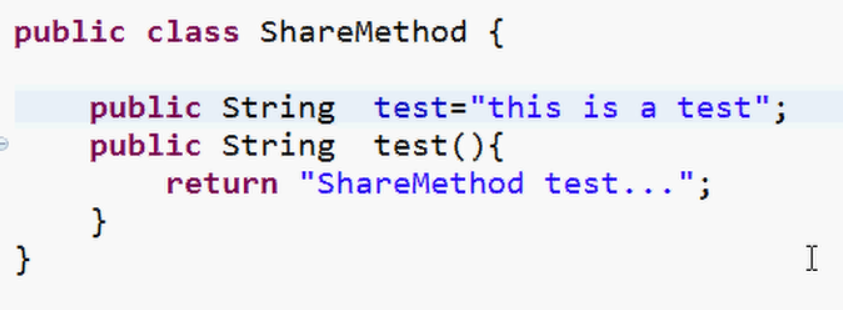 public class ShareMethod {
public String  test="this is a test";
public String  test(){
return "ShareMethod test...";
}
}